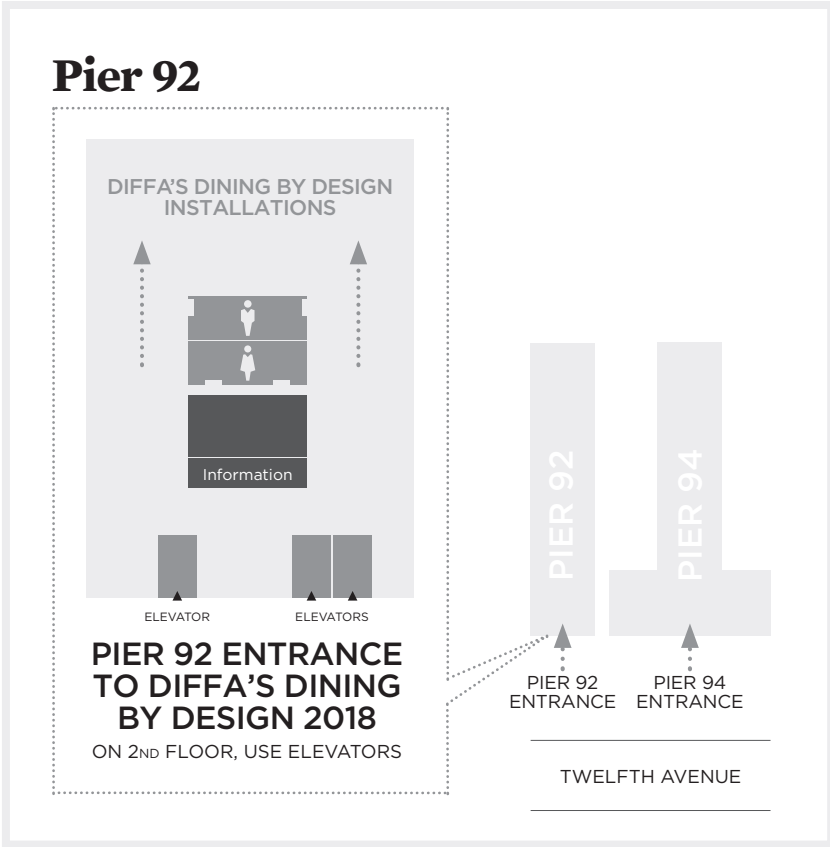 Pier 92
DIFFA’S DINING BY DESIGN
INSTALLATIONS
Information
ELEVATOR
ELEVATORS
PIER 92 ENTRANCE
TO DIFFA’S DINING
BY DESIGN 2018
ON 2ND FLOOR, USE ELEVATORS
PIER 92
PIER 94
PIER 92
ENTRANCE
PIER 94
ENTRANCE
TWELFTH AVENUE